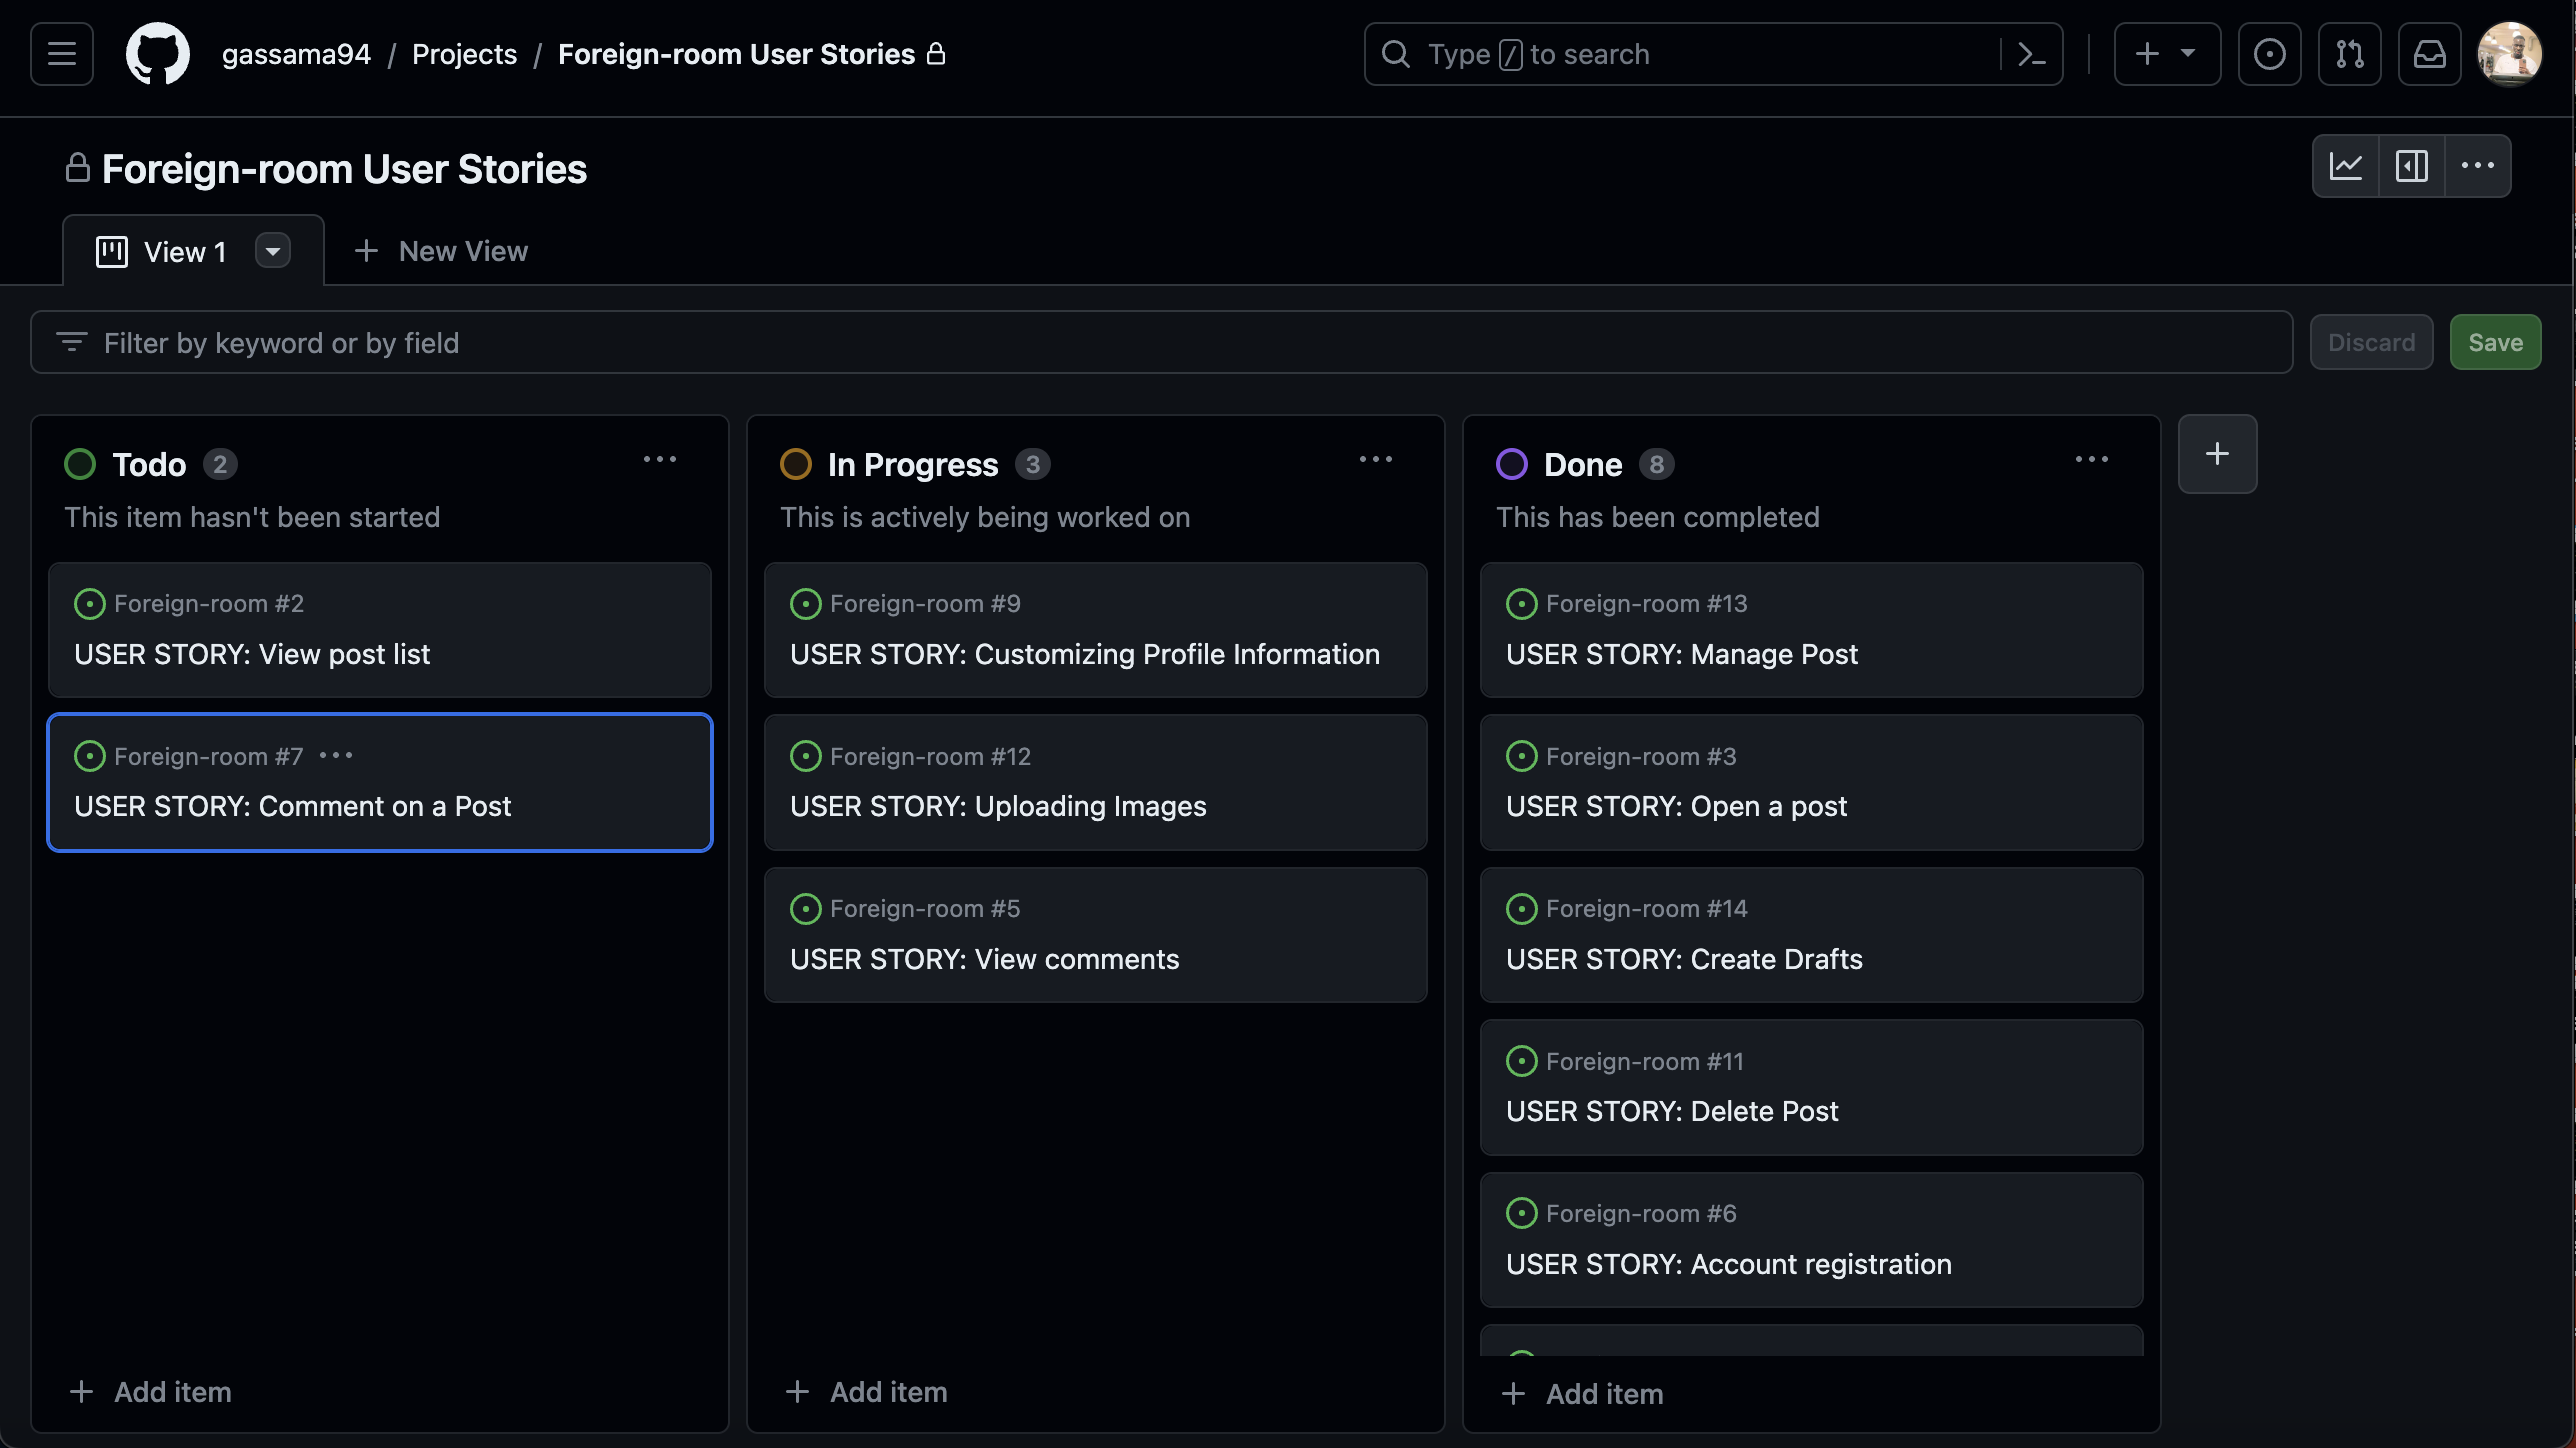 gassama94 / Projects / Foreign-room User Stories
Type / to search
Foreign-room User Stories
View 1
New View
Filter by keyword or by field
Discard
Save
Todo 2
This item hasn't been started
Foreign-room #2
USER STORY: View post list
Foreign-room #7
USER STORY: Comment on a Post
Add item
In Progress 3
This is actively being worked on
Foreign-room #9
USER STORY: Customizing Profile Information
Foreign-room #12
USER STORY: Uploading Images
Foreign-room #5
USER STORY: View comments
Add item
Done 8
This has been completed
Foreign-room #13
USER STORY: Manage Post
Foreign-room #3
USER STORY: Open a post
Foreign-room #14
USER STORY: Create Drafts
Foreign-room #11
USER STORY: Delete Post
Foreign-room #6
USER STORY: Account registration
Add item